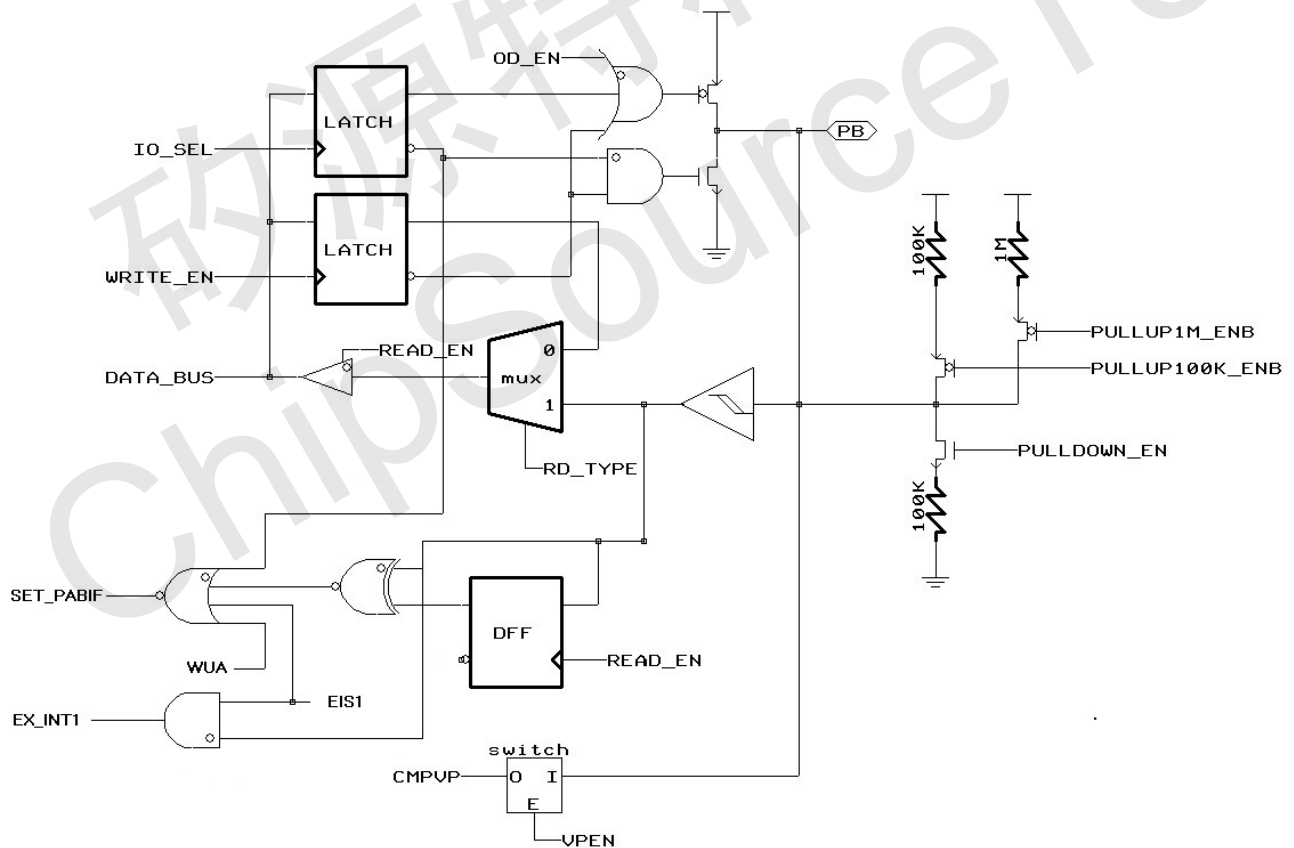 矽源特
ChipSourceTe
OD_EN
LATCH
PB
IO_SEL
LATCH
WRITE_EN
100K
1M
READ_EN
0
PULLUP1M_ENB
DATA_BUS
mux
PULLUP100K_ENB
1
PULLDOWN_EN
RD_TYPE
100K
SET_PABIF
DFF
WUA
READ_EN
EIS1
EX_INT1
switch
CMPVP
O I
E
VPEN